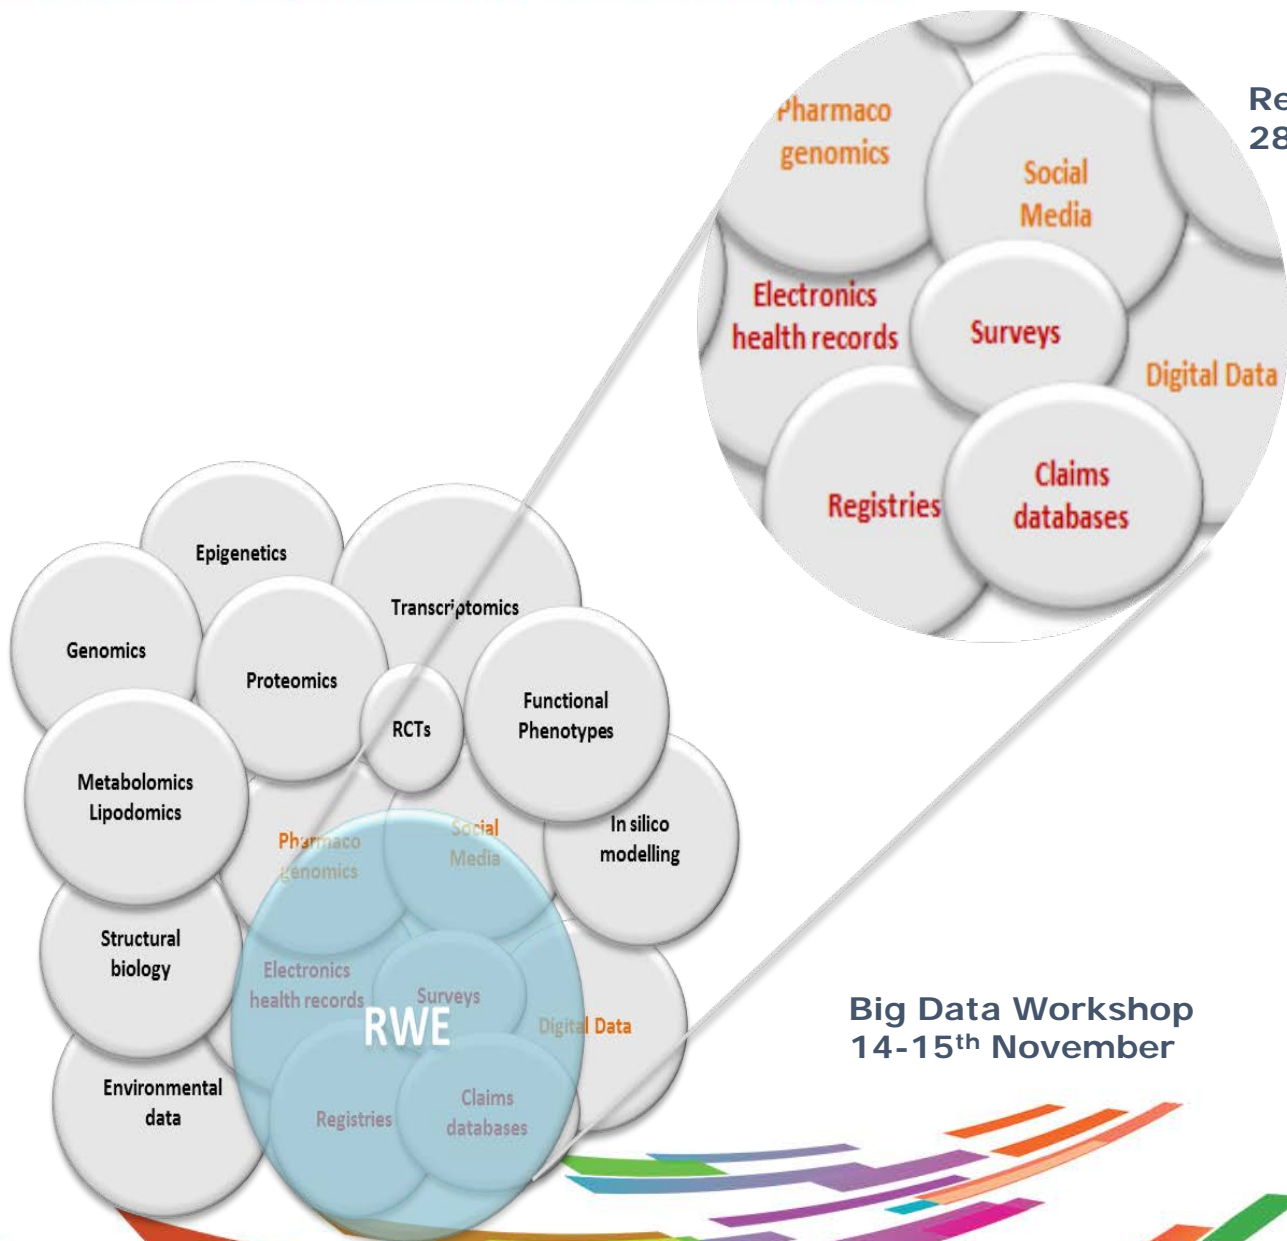 Re
28
Pharmaco
genomics
Social
Media
Electronics
health records
Surveys
Digital Data
Registries
Claims
databases
Epigenetics
Transcriptomics
Genomics
Proteomics
RCTs
Functional
Phenotypes
Metabolomics
Lipodomics
Pharmaco
genomics
Social
Media
In silico
modelling
Structural
biology
Electronics
health records
Surveys
RWE
Digital Data
Environmental
data
Registries
Claims
databases
Big Data Workshop
14-15th November